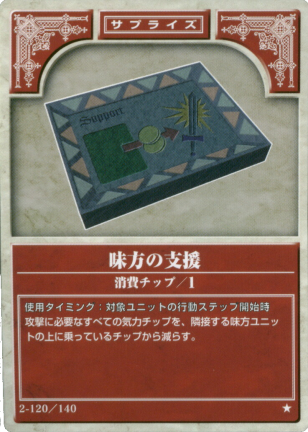 サプライズ
Support
味方の支援
消費チップ／1
使用タイミング：対象ユニットの行動ステップ開始時
攻撃に必要なすべての気力チップを、隣接する味方ユニッ
トの上に乗っているチップから減らす。
2-120／140 ★